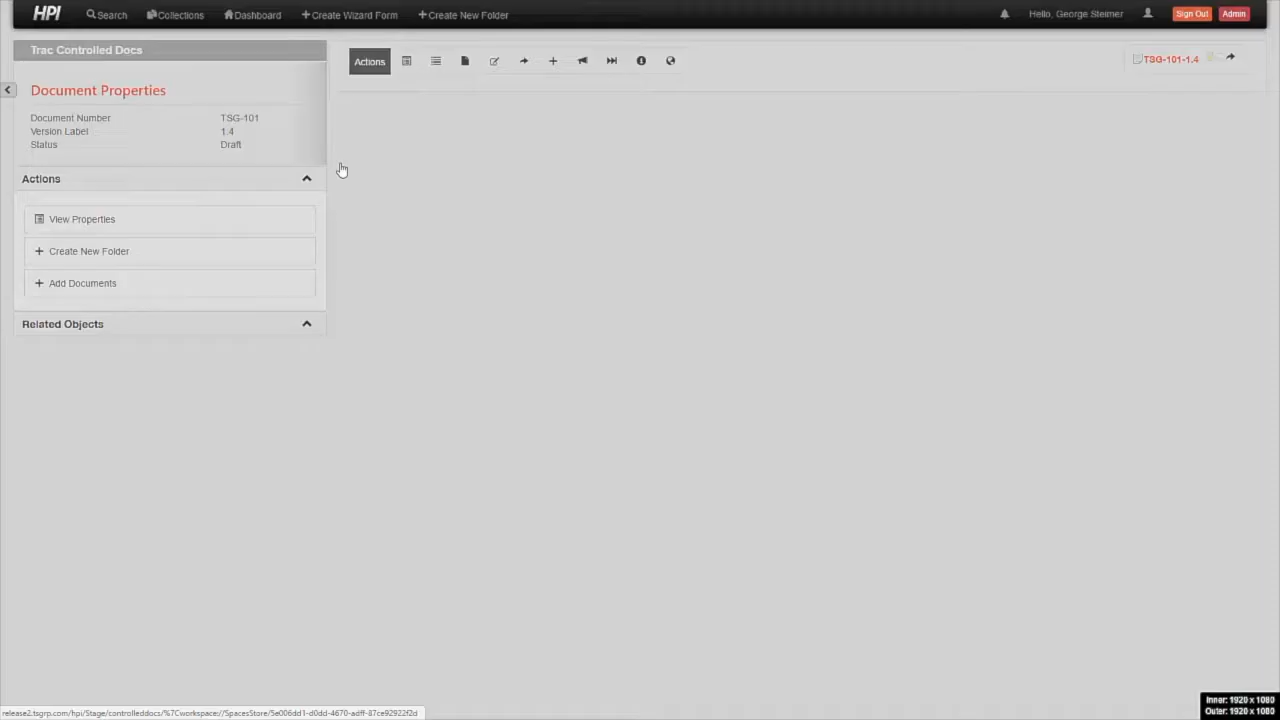 HPI Search Collections Dashboard Create Wizard Form Create New Folder Hello, George Steimer Sign Out Admin
Trac Controlled Docs
Actions
TSG-101-1.4
Document Properties
Document Number TSG-101
Version Label 1.4
Status Draft
Actions
View Properties
Create New Folder
Add Documents
Related Objects
Inner: 1920 x 1080
Outer: 1920 x 1080
release2.tsgrp.com/hpi/Stage/controlleddocs/%7Cworkspace://SpacesStore/5e006dd1-d0dd-4670-adff-87ce92922f2d